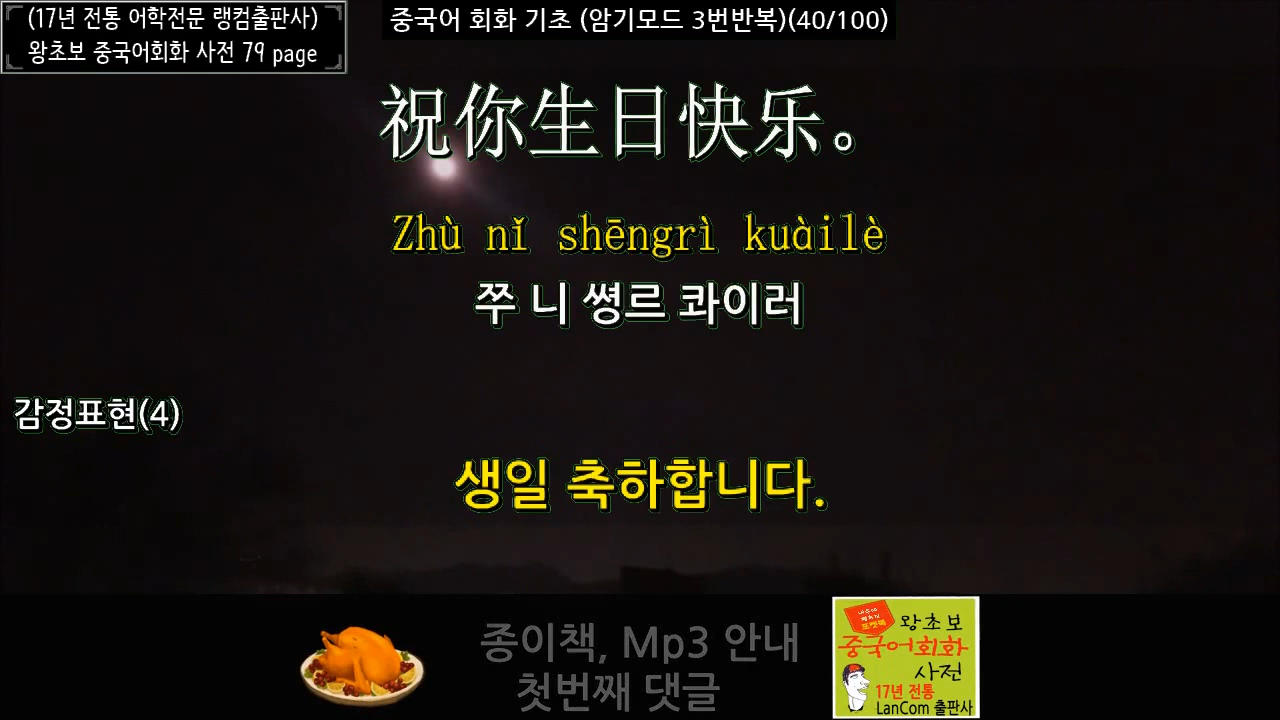 (17년 전통 어학전문 랭컴출판사)
왕초보 중국어회화 사전 79 page
중국어 회화 기초 (암기모드 3번반복)(40/100)
祝你生日快乐。
Zhù nǐ shēngrì kuàilè
쭈 니 썽르 콰이러
감정표현(4)
생일 축하합니다.
종이책, Mp3 안내
첫번째 댓글
포켓북
왕초보
중국어회화
사전
17년 전통
LanCom 출판사